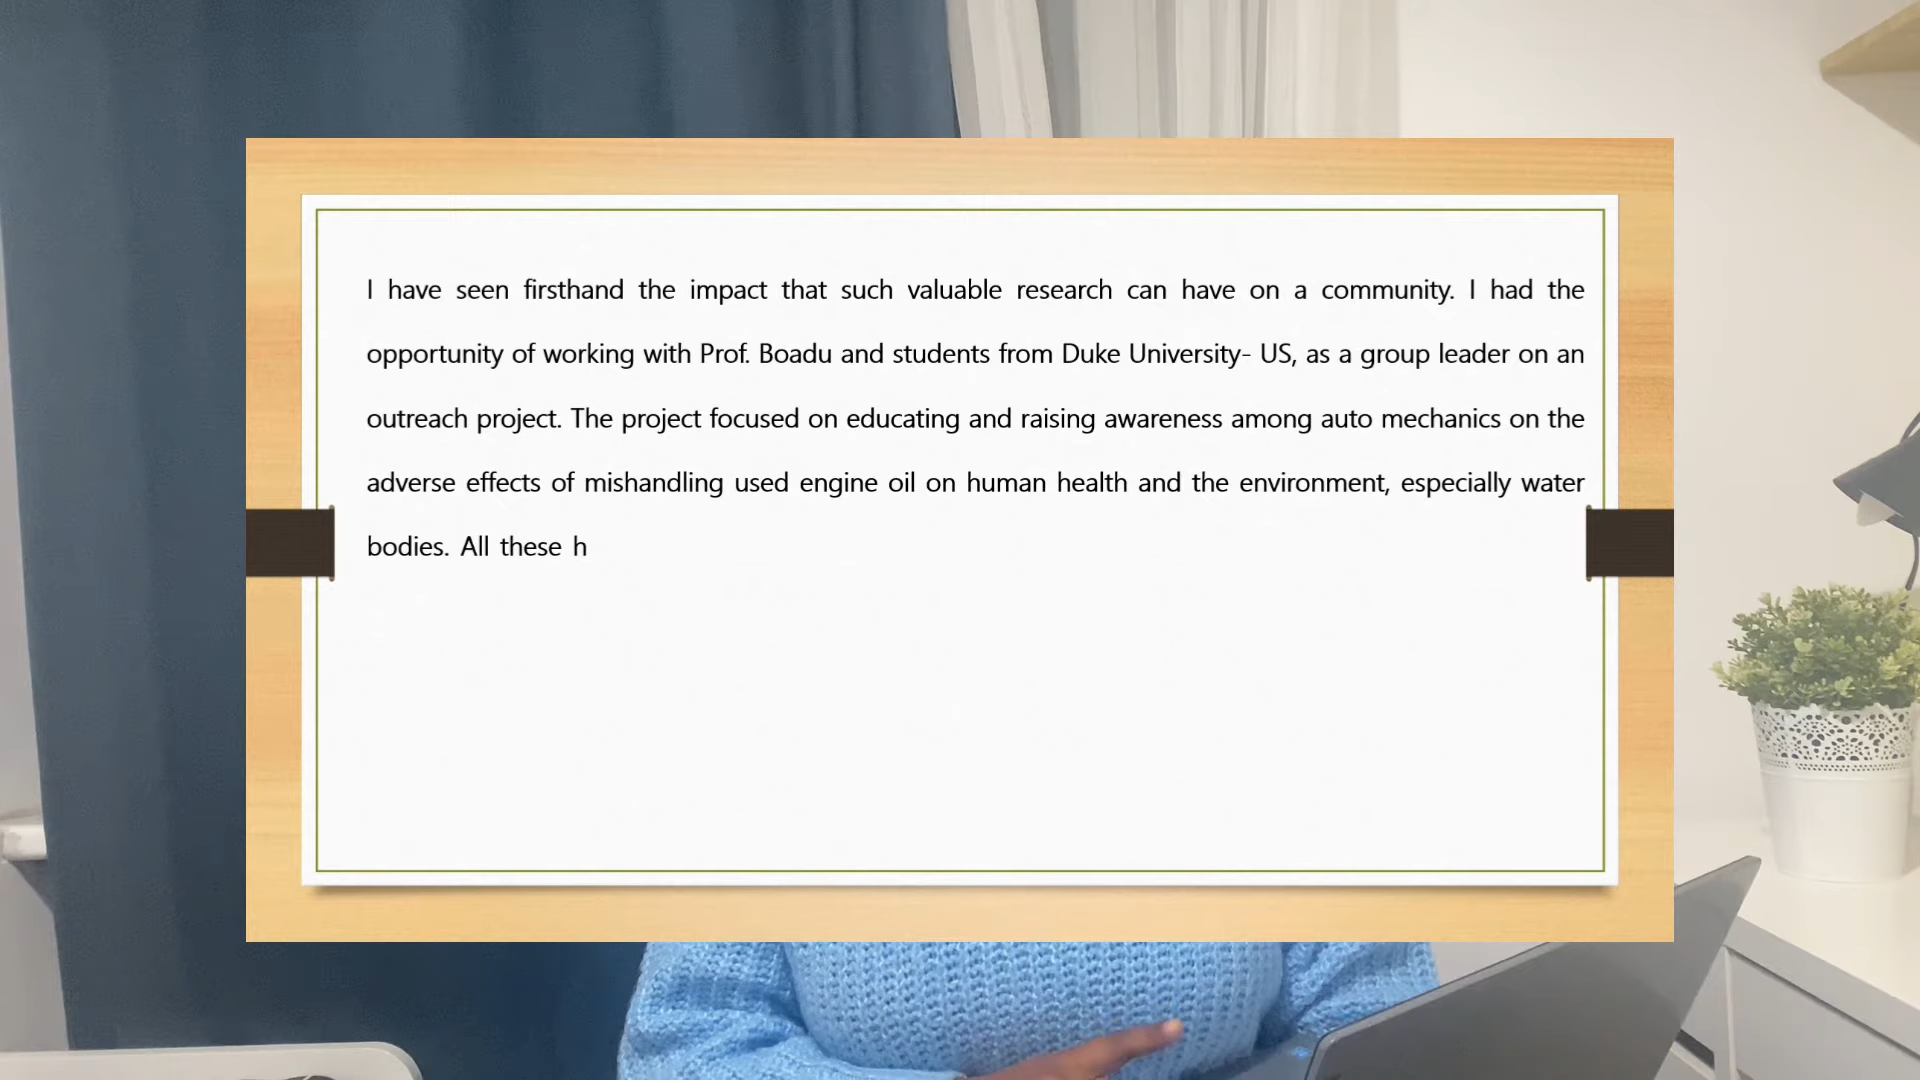 I have seen firsthand the impact that such valuable research can have on a community. I had the
opportunity of working with Prof. Boadu and students from Duke University- US, as a group leader on an
outreach project. The project focused on educating and raising awareness among auto mechanics on the
adverse effects of mishandling used engine oil on human health and the environment, especially water
bodies. All these h